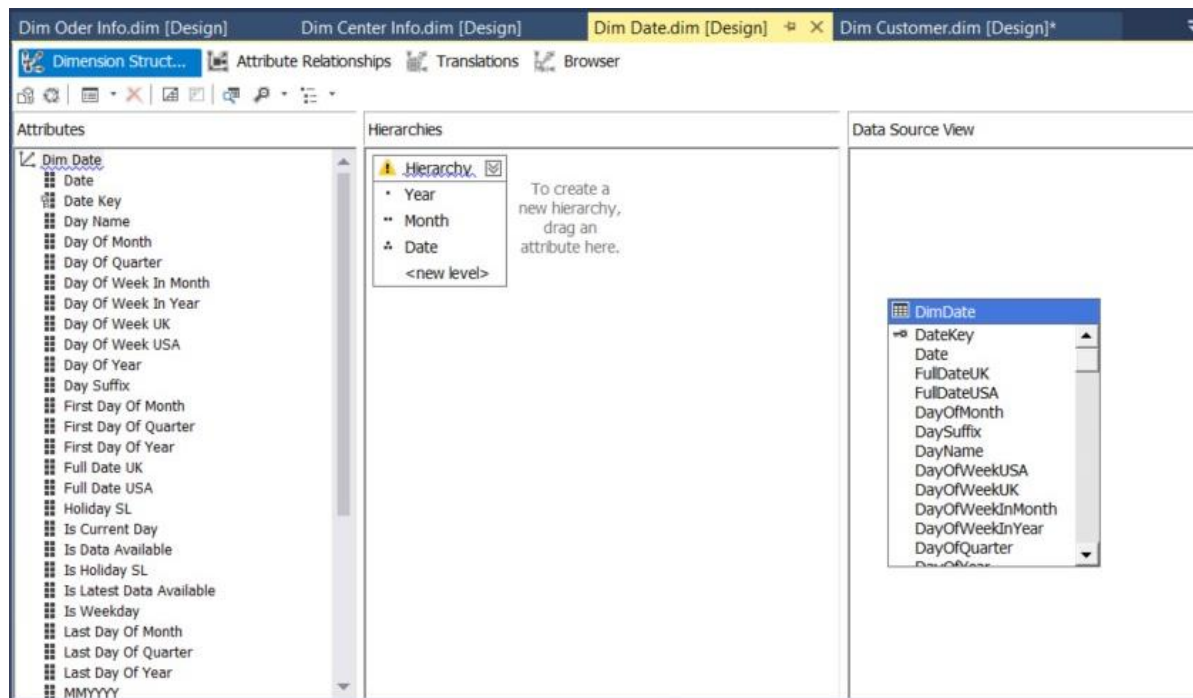 Dim Oder Info.dim [Design] Dim Center Info.dim [Design] Dim Date.dim [Design] Dim Customer.dim [Design]*
Dimension Struct... Attribute Relationships Translations Browser
Attributes
Dim Date
Date
Date Key
Day Name
Day Of Month
Day Of Quarter
Day Of Week In Month
Day Of Week In Year
Day Of Week UK
Day Of Week USA
Day Of Year
Day Suffix
First Day Of Month
First Day Of Quarter
First Day Of Year
Full Date UK
Full Date USA
Holiday SL
Is Current Day
Is Data Available
Is Holiday SL
Is Latest Data Available
Is Weekday
Last Day Of Month
Last Day Of Quarter
Last Day Of Year
MMYYYY
Hierarchies
Hierarchy
Year
Month
Date
<new level>
To create a
new hierarchy,
drag an
attribute here.
Data Source View
DimDate
DateKey
Date
FullDateUK
FullDateUSA
DayOfMonth
DaySuffix
DayName
DayOfWeekUSA
DayOfWeekUK
DayOfWeekInMonth
DayOfWeekInYear
DayOfQuarter
DayOfYear